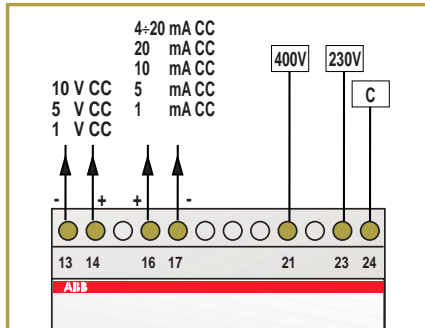 4÷20 mA CC
20 mA CC
10 mA CC
5 mA CC
1 mA CC
10 V CC
5 V CC
1 V CC
400V
230V
C
- + + -
13 14 16 17 21 23 24
ABB